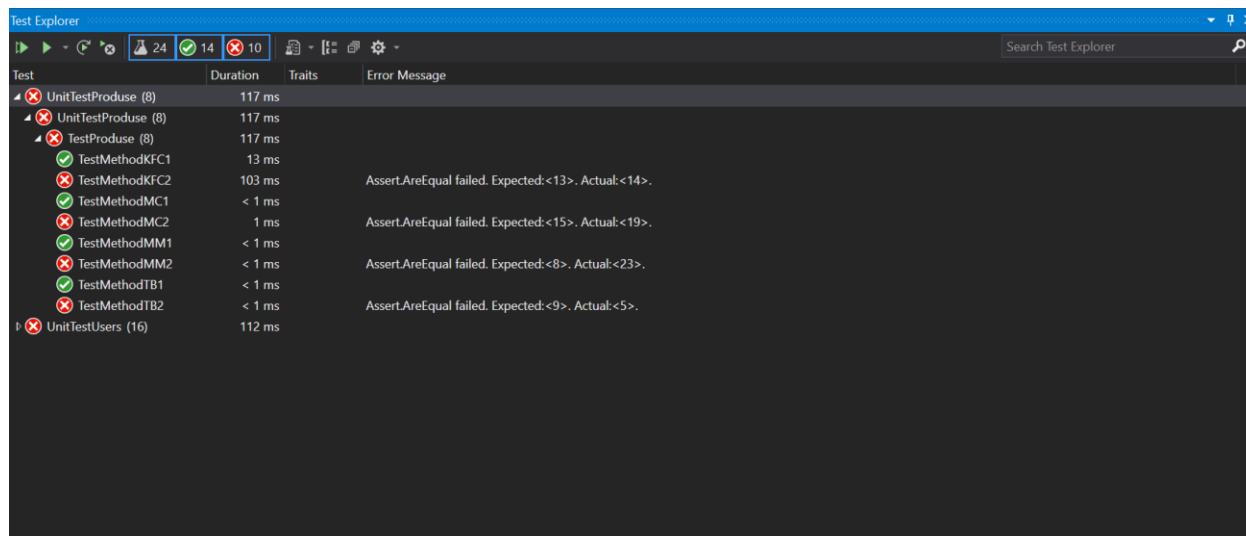 Test Explorer
24 14 10 Search Test Explorer
Test Duration Traits Error Message
UnitTestProduse (8) 117 ms
UnitTestProduse (8) 117 ms
TestProduse (8) 117 ms
TestMethodKFC1 13 ms
TestMethodKFC2 103 ms Assert.AreEqual failed. Expected:<13>. Actual:<14>.
TestMethodMC1 < 1 ms
TestMethodMC2 1 ms Assert.AreEqual failed. Expected:<15>. Actual:<19>.
TestMethodMM1 < 1 ms
TestMethodMM2 < 1 ms Assert.AreEqual failed. Expected:<8>. Actual:<23>.
TestMethodTB1 < 1 ms
TestMethodTB2 < 1 ms Assert.AreEqual failed. Expected:<9>. Actual:<5>.
UnitTestUsers (16) 112 ms